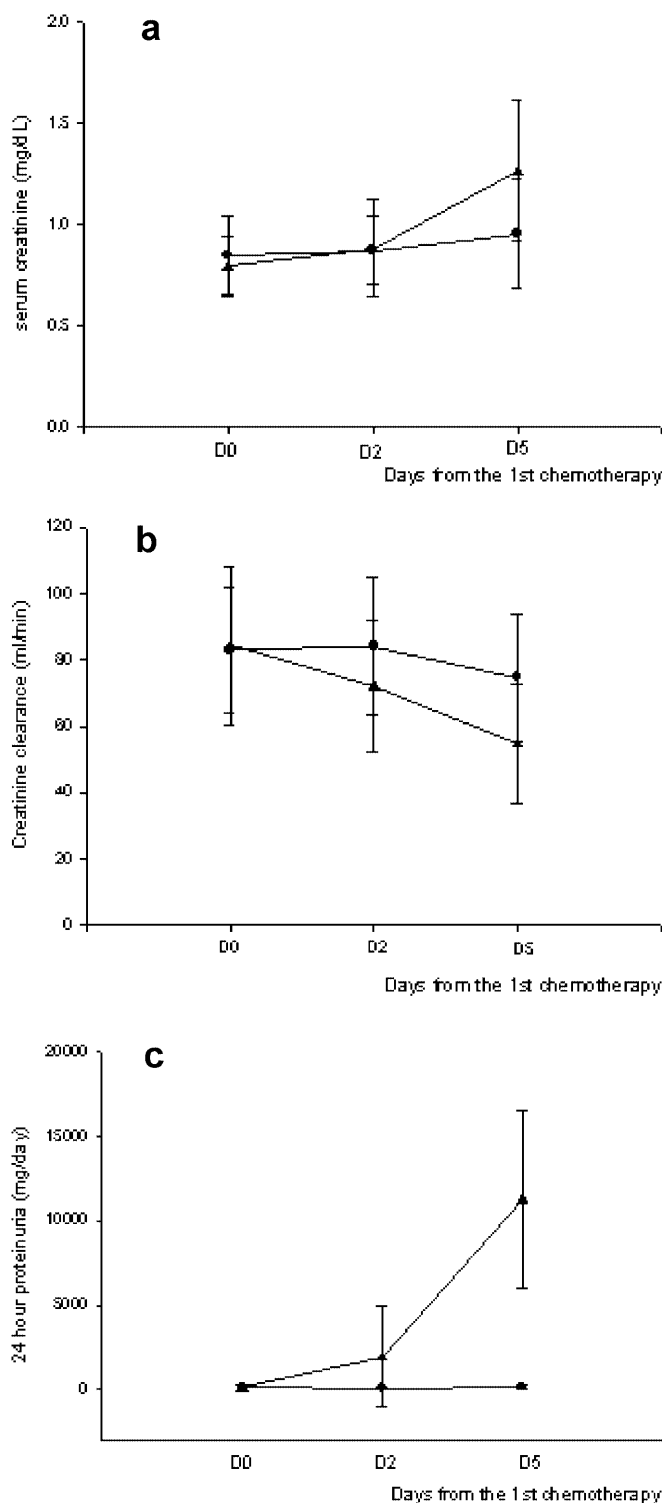 a
2.0
1.5
1.0
0.5
0.0
serum creatinine (mg/dL)
D0
D2
D5
Days from the 1st chemotherapy
b
120
100
80
60
40
20
0
Creatinine clearance (ml/min)
D0
D2
D5
Days from the 1st chemotherapy
c
20000
15000
10000
5000
0
24 hour proteinuria (mg/day)
D0
D2
D5
Days from the 1st chemotherapy